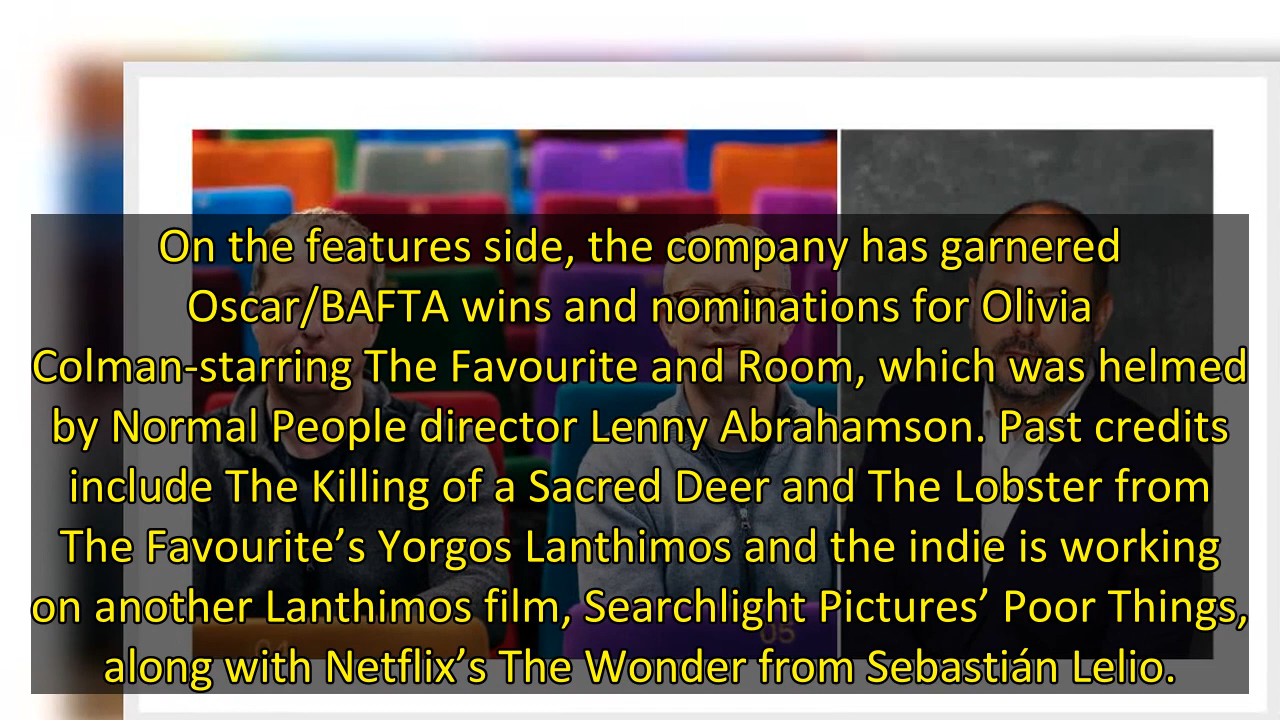 On the features side, the company has garnered
Oscar/BAFTA wins and nominations for Olivia
Colman-starring The Favourite and Room, which was helmed
by Normal People director Lenny Abrahamson. Past credits
include The Killing of a Sacred Deer and The Lobster from
The Favourite’s Yorgos Lanthimos and the indie is working
on another Lanthimos film, Searchlight Pictures’ Poor Things,
along with Netflix’s The Wonder from Sebastián Lelio.
05